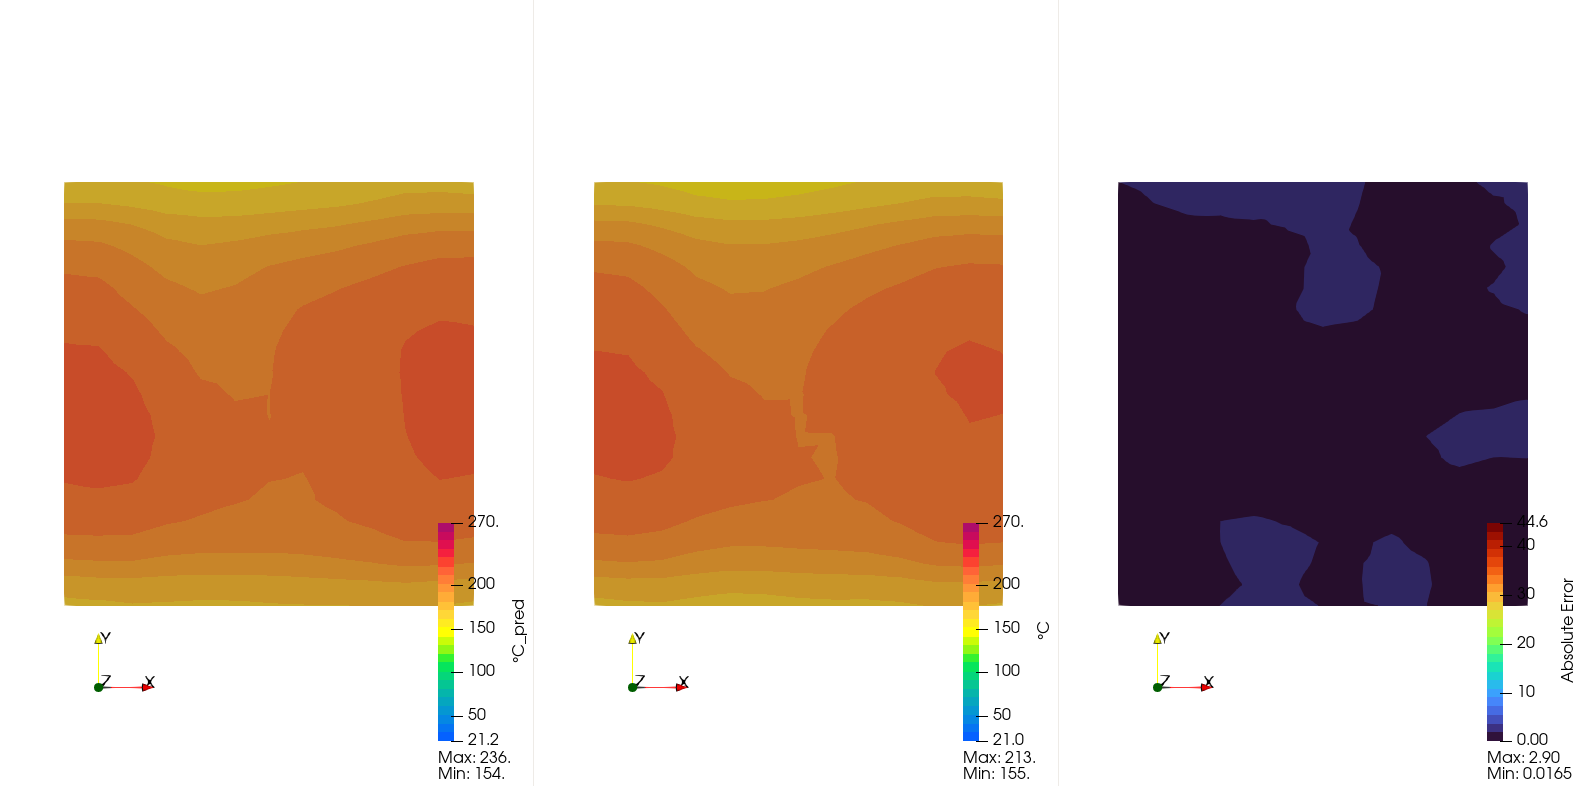 270.
200
150
100
50
21.2
°C_pred
Max: 236.
Min: 154.
Y
Z
X
270.
200
150
100
50
21.0
°C
Max: 213.
Min: 155.
Y
Z
X
44.6
40
30
20
10
0.00
Absolute Error
Max: 2.90
Min: 0.0165
Y
Z
X